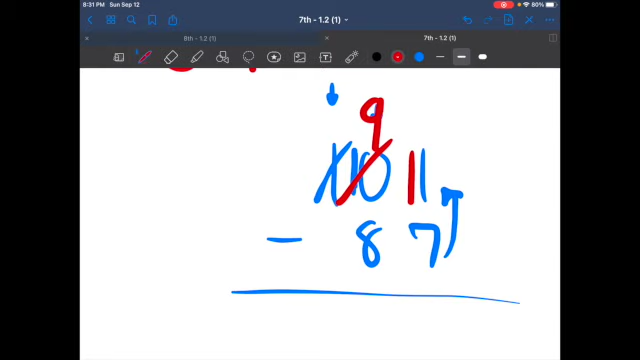 8:31 PM Sun Sep 12
80%
7th - 1.2 (1)
8th - 1.2 (1)
7th - 1.2 (1)
9
1 10 11
- 8 7